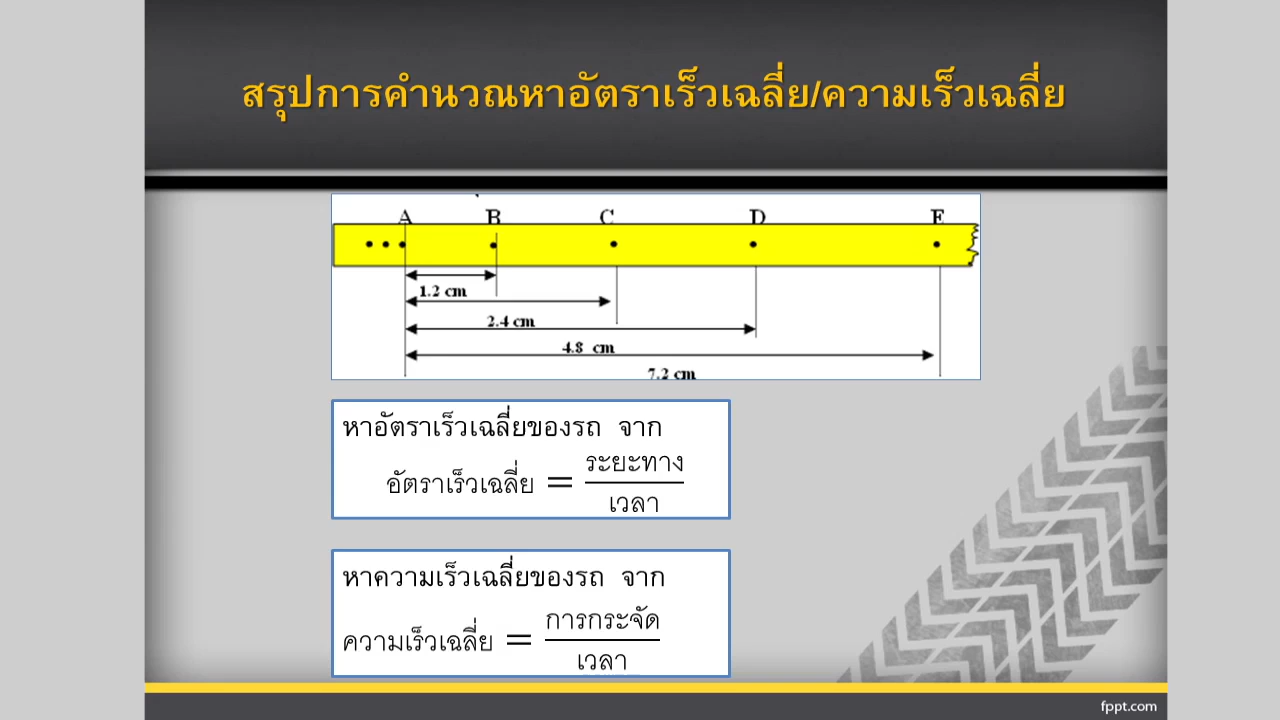 สรุปการคำนวณหาอัตราเร็วเฉลี่ย/ความเร็วเฉลี่ย
A B C D E
1.2 cm
2.4 cm
4.8 cm
7.2 cm
หาอัตราเร็วเฉลี่ยของรถ จาก
อัตราเร็วเฉลี่ย = ระยะทาง
เวลา
หาความเร็วเฉลี่ยของรถ จาก
ความเร็วเฉลี่ย = การกระจัด
เวลา
fppt.com